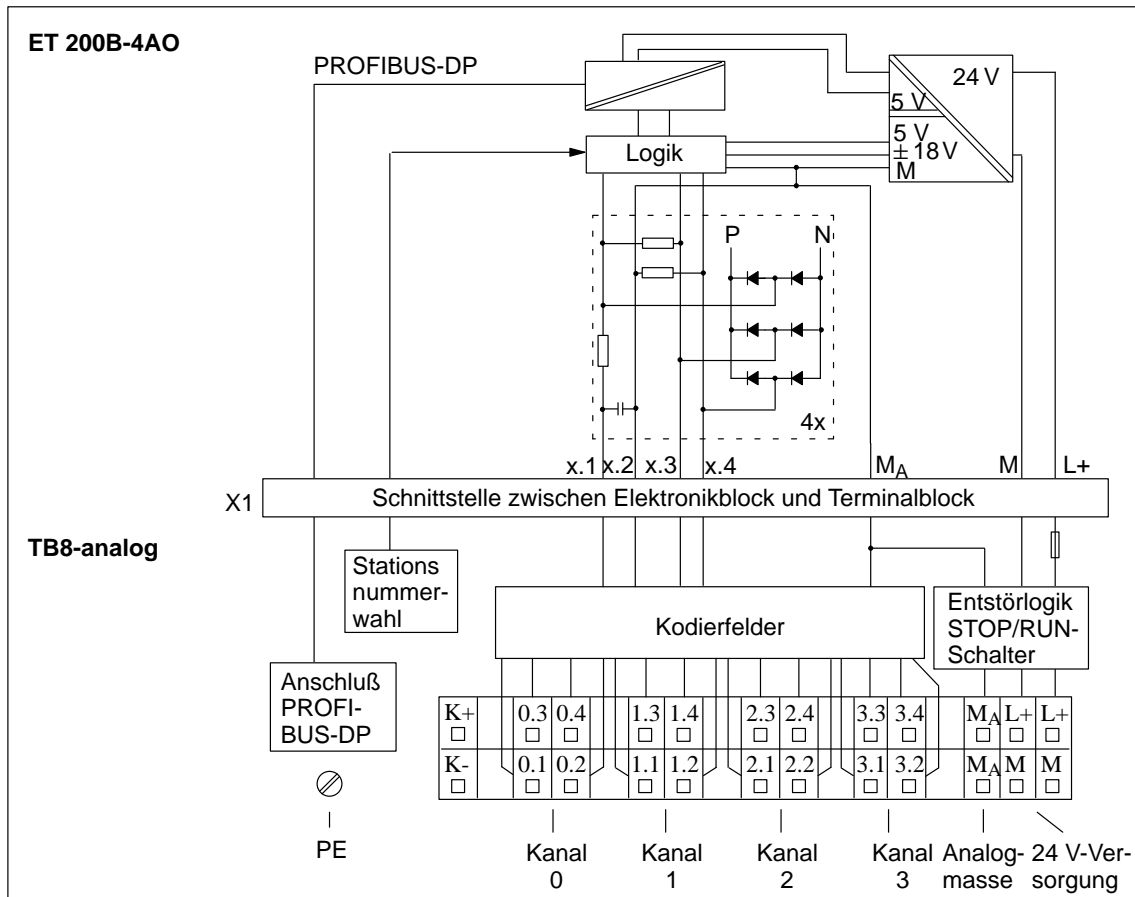 ET 200B-4AO
PROFIBUS-DP
24 V
5 V
5 V
± 18 V
M
Logik
P
N
4x
x.1
x.2
x.3
x.4
MA
M
L+
X1
Schnittstelle zwischen Elektronikblock und Terminalblock
TB8-analog
Stations
nummer-
wahl
Kodierfelder
Entstörlogik
STOP/RUN-
Schalter
Anschluß
PROFI-
BUS-DP
K+ 0.3 0.4 1.3 1.4 2.3 2.4 3.3 3.4 MA L+ L+
K- 0.1 0.2 1.1 1.2 2.1 2.2 3.1 3.2 MA M M
PE
Kanal
0
Kanal
1
Kanal
2
Kanal
3
Analog-
masse
24 V-Ver-
sorgung